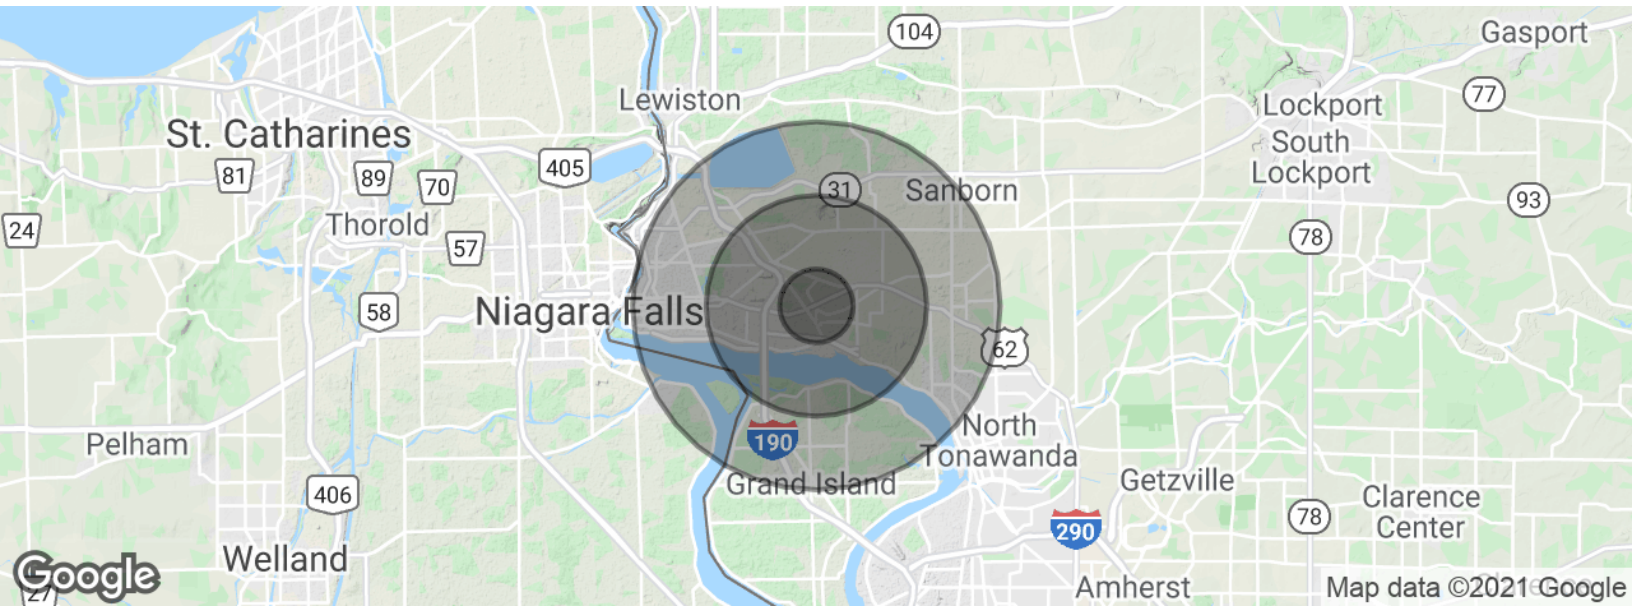 104
Gasport
Lewiston
77
Lockport
St. Catharines
South
Lockport
405
81
89
70
31
Sanborn
93
Thorold
24
57
78
Niagara Falls
58
62
North
Tonawanda
190
Pelham
Grand Island
Getzville
406
Clarence
Center
78
290
Welland
Google
27
Amherst
Map data ©2021 Google